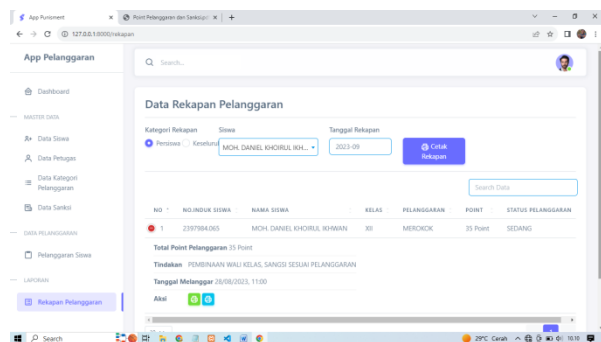 App Punisment
Point Pelanggaran dan Sanksi.pdf
127.0.0.1:8000/rekapan
App Pelanggaran
Search...
Dashboard
MASTER DATA
Data Siswa
Data Petugas
Data Kategori
Pelanggaran
Data Sanksi
DATA PELANGGARAN
Pelanggaran Siswa
LAPORAN
Rekapan Pelanggaran
Data Rekapan Pelanggaran
Kategori Rekapan Siswa Tanggal Rekapan
Persiswa Keselurul MOH. DANIEL KHOIRUL IKH... 2023-09 Cetak
Rekapan
Search Data
NO NO.INDUK SISWA NAMA SISWA KELAS PELANGGARAN POINT STATUS PELANGGARAN
1 2397984.065 MOH. DANIEL KHOIRUL IKHWAN XII MEROKOK 35 Point SEDANG
Total Point Pelanggaran 35 Point
Tindakan PEMBINAAN WALI KELAS, SANGSI SESUAI PELANGGARAN
Tanggal Melanggar 28/08/2023, 11:00
Aksi
Search
29°C Cerah 10.10